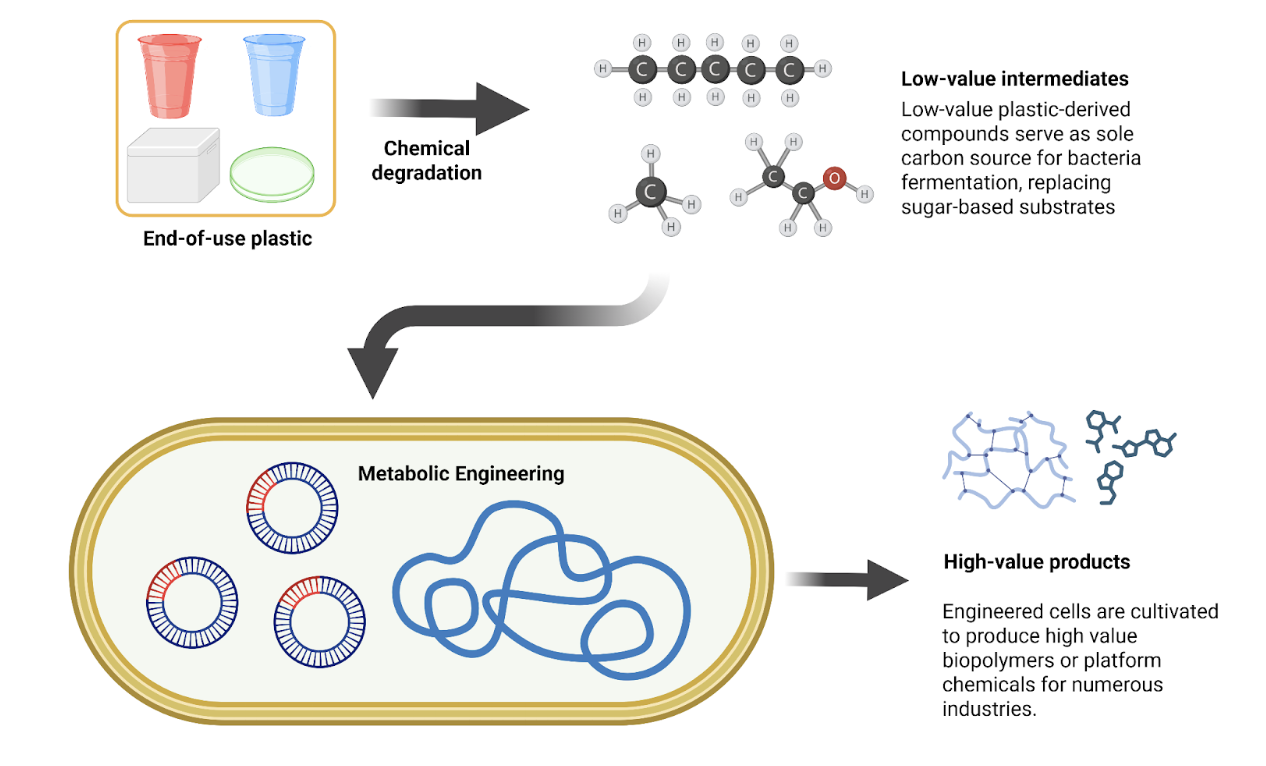 End-of-use plastic
Chemical
degradation
H H H H H
H C C C C C H
H H H H H
H
C
H H
H
H H
C O
H C H
H H
Low-value intermediates
Low-value plastic-derived
compounds serve as sole
carbon source for bacteria
fermentation, replacing
sugar-based substrates
Metabolic Engineering
High-value products
Engineered cells are cultivated
to produce high value
biopolymers or platform
chemicals for numerous
industries.